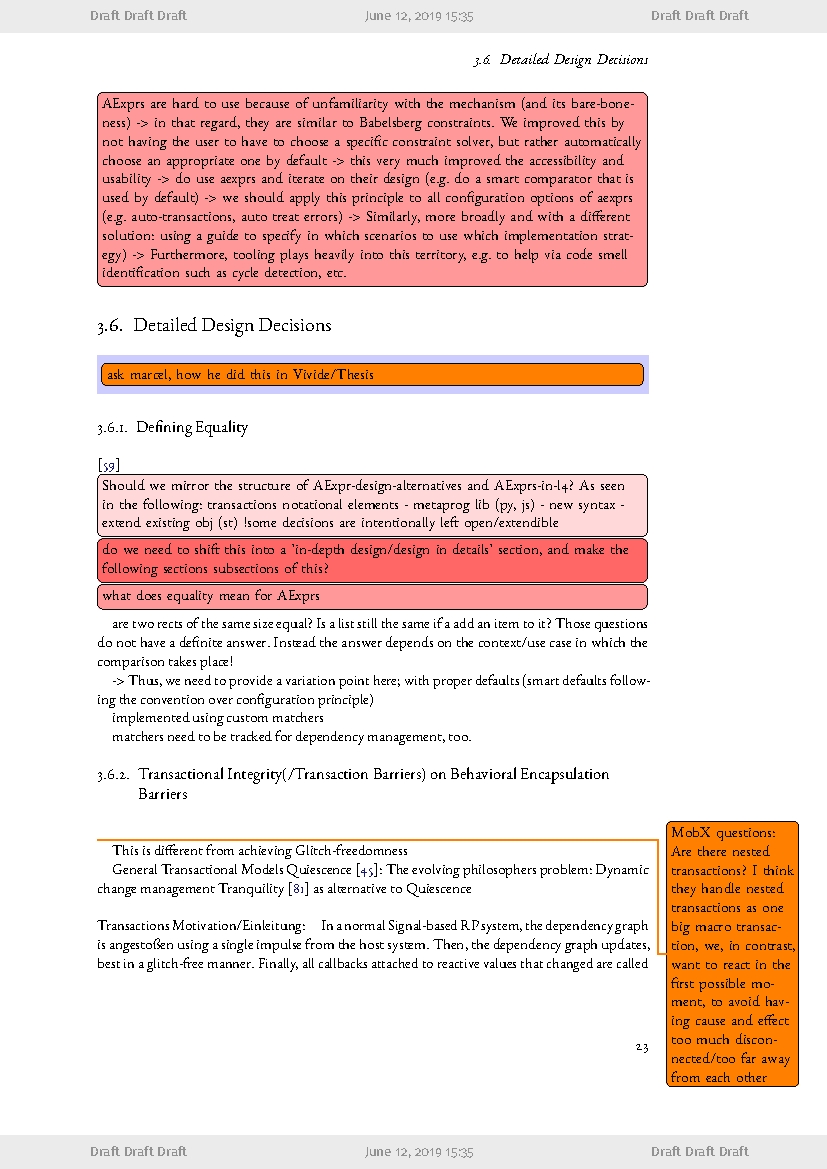 Draft Draft Draft June 12, 2019 15:35 Draft Draft Draft
3.6. Detailed Design Decisions
AExprs are hard to use because of unfamiliarity with the mechanism (and its bare-bone-
ness) -> in that regard, they are similar to Babelsberg constraints. We improved this by
not having the user to have to choose a specific constraint solver, but rather automatically
choose an appropriate one by default -> this very much improved the accessibility and
usability -> do use aexprs and iterate on their design (e.g. do a smart comparator that is
used by default) -> we should apply this principle to all configuration options of aexprs
(e.g. auto-transactions, auto treat errors) -> Similarly, more broadly and with a different
solution: using a guide to specify in which scenarios to use which implementation strat-
egy) -> Furthermore, tooling plays heavily into this territory, e.g. to help via code smell
identification such as cycle detection, etc.
3.6. Detailed Design Decisions
ask marcel, how he did this in Vivide/Thesis
3.6.1. Defining Equality
[59]
Should we mirror the structure of AExpr-design-alternatives and AExprs-in-l4? As seen
in the following: transactions notational elements - metaprog lib (py, js) - new syntax -
extend existing obj (st) !some decisions are intentionally left open/extendible
do we need to shift this into a 'in-depth design/design in details' section, and make the
following sections subsections of this?
what does equality mean for AExprs
are two rects of the same size equal? Is a list still the same if a add an item to it? Those questions
do not have a definite answer. Instead the answer depends on the context/use case in which the
comparison takes place!
-> Thus, we need to provide a variation point here; with proper defaults (smart defaults follow-
ing the convention over configuration principle)
implemented using custom matchers
matchers need to be tracked for dependency management, too.
3.6.2. Transactional Integrity(/Transaction Barriers) on Behavioral Encapsulation
Barriers
This is different from achieving Glitch-freedomness
General Transactional Models Quiescence [45]: The evolving philosophers problem: Dynamic
change management Tranquility [81] as alternative to Quiescence
Transactions Motivation/Einleitung: In a normal Signal-based RP system, the dependency graph
is angestoßen using a single impulse from the host system. Then, the dependency graph updates,
best in a glitch-free manner. Finally, all callbacks attached to reactive values that changed are called
MobX questions:
Are there nested
transactions? I think
they handle nested
transactions as one
big macro transac-
tion, we, in contrast,
want to react in the
first possible mo-
ment, to avoid hav-
ing cause and effect
too much discon-
nected/too far away
from each other
23
Draft Draft Draft June 12, 2019 15:35 Draft Draft Draft